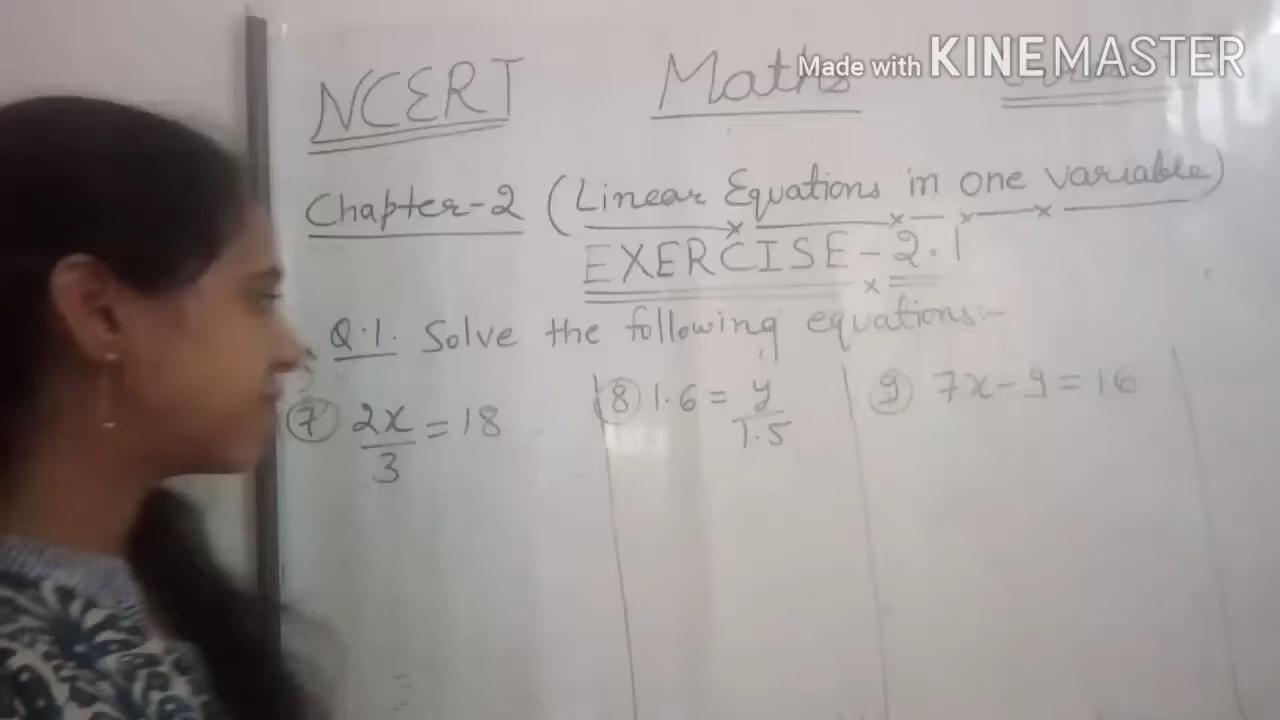 NCERT Maths
Made with KINEMASTER
Chapter-2 (Linear Equations in one variable)
EXERCISE - 2.1
Q.1. Solve the following equations:-
7 2x/3 = 18
8 1.6 = y/1.5
9 7x - 9 = 16